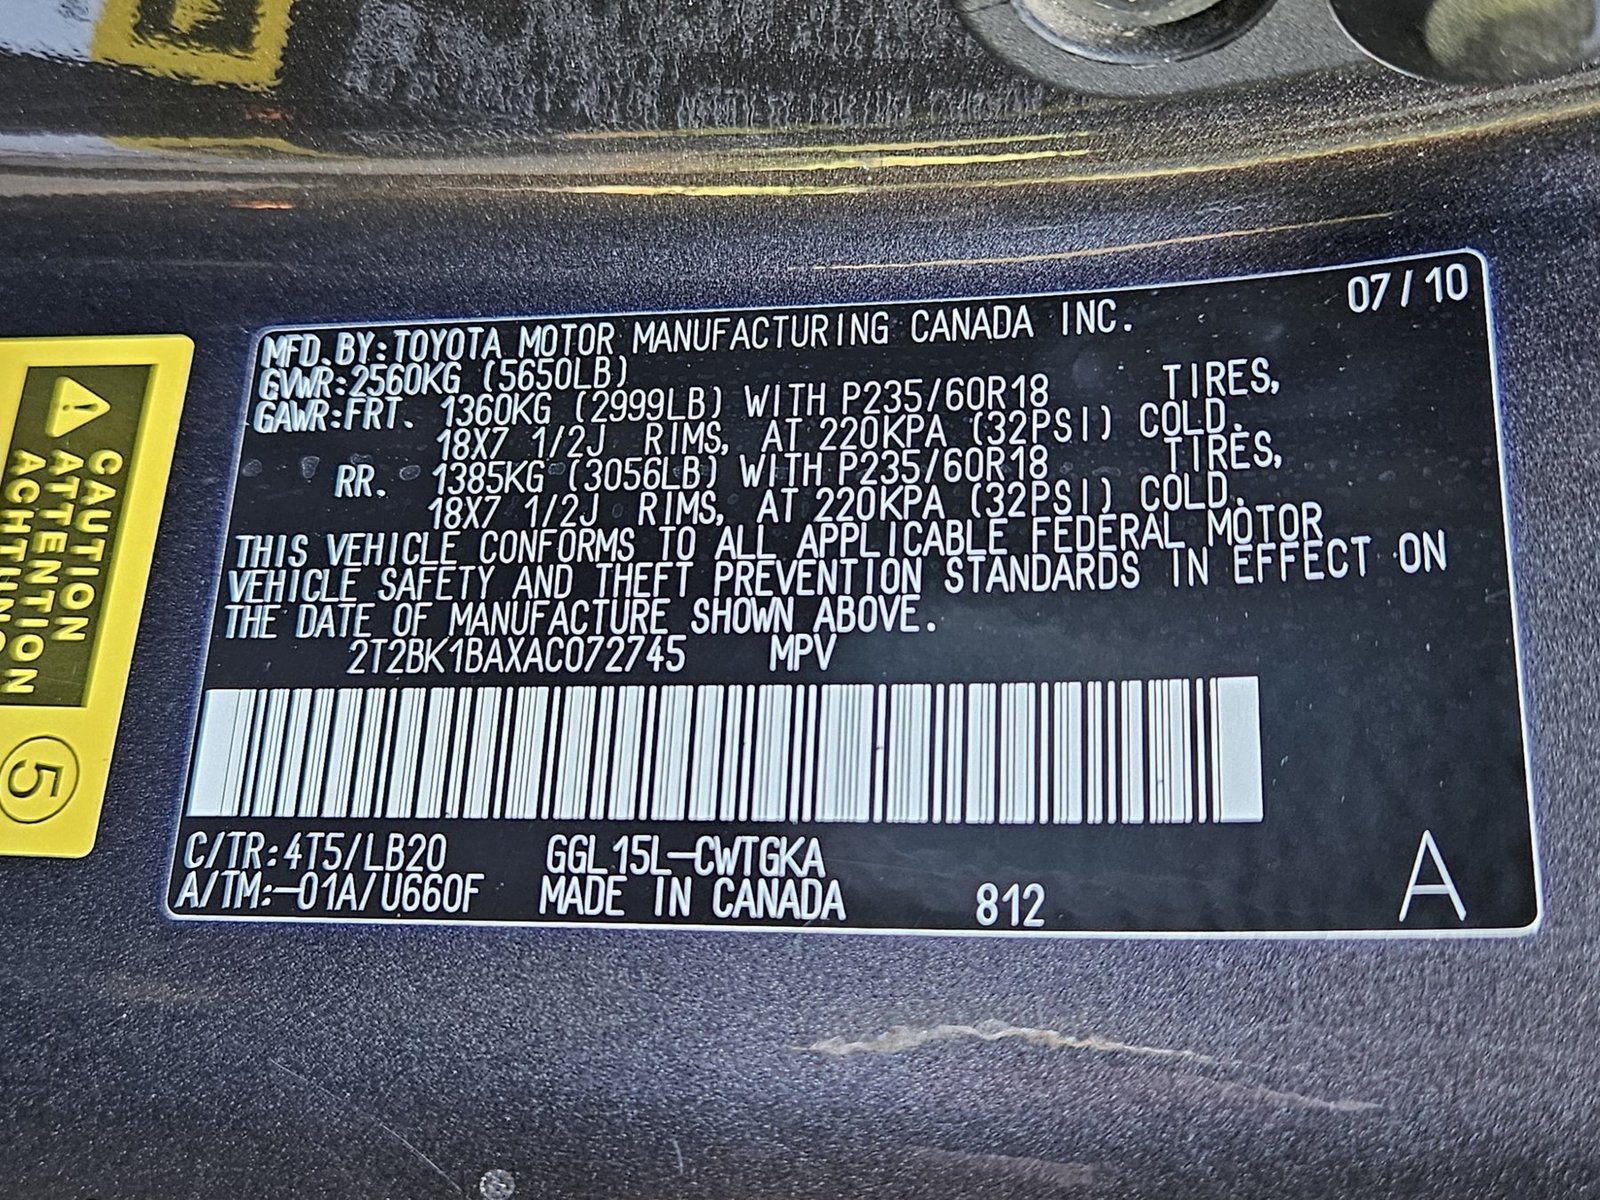 07/10
MFD. BY: TOYOTA MOTOR MANUFACTURING CANADA INC.
GVWR: 2560KG (5650LB)
GAWR: FRT. 1360KG (2999LB) WITH P235/60R18 TIRES,
18X7 1/2J RIMS, AT 220KPA (32PSI) COLD.
RR. 1385KG (3056LB) WITH P235/60R18 TIRES,
18X7 1/2J RIMS, AT 220KPA (32PSI) COLD.
THIS VEHICLE CONFORMS TO ALL APPLICABLE FEDERAL MOTOR
VEHICLE SAFETY AND THEFT PREVENTION STANDARDS IN EFFECT ON
THE DATE OF MANUFACTURE SHOWN ABOVE.
2T2BK1BAXAC072745 MPV
C/TR: 4T5/LB20 GGL15L-CWTGKA
A/TM:-01A/U660F MADE IN CANADA 812
A
CAUTION
ATTENTION
ACHTUNG
5